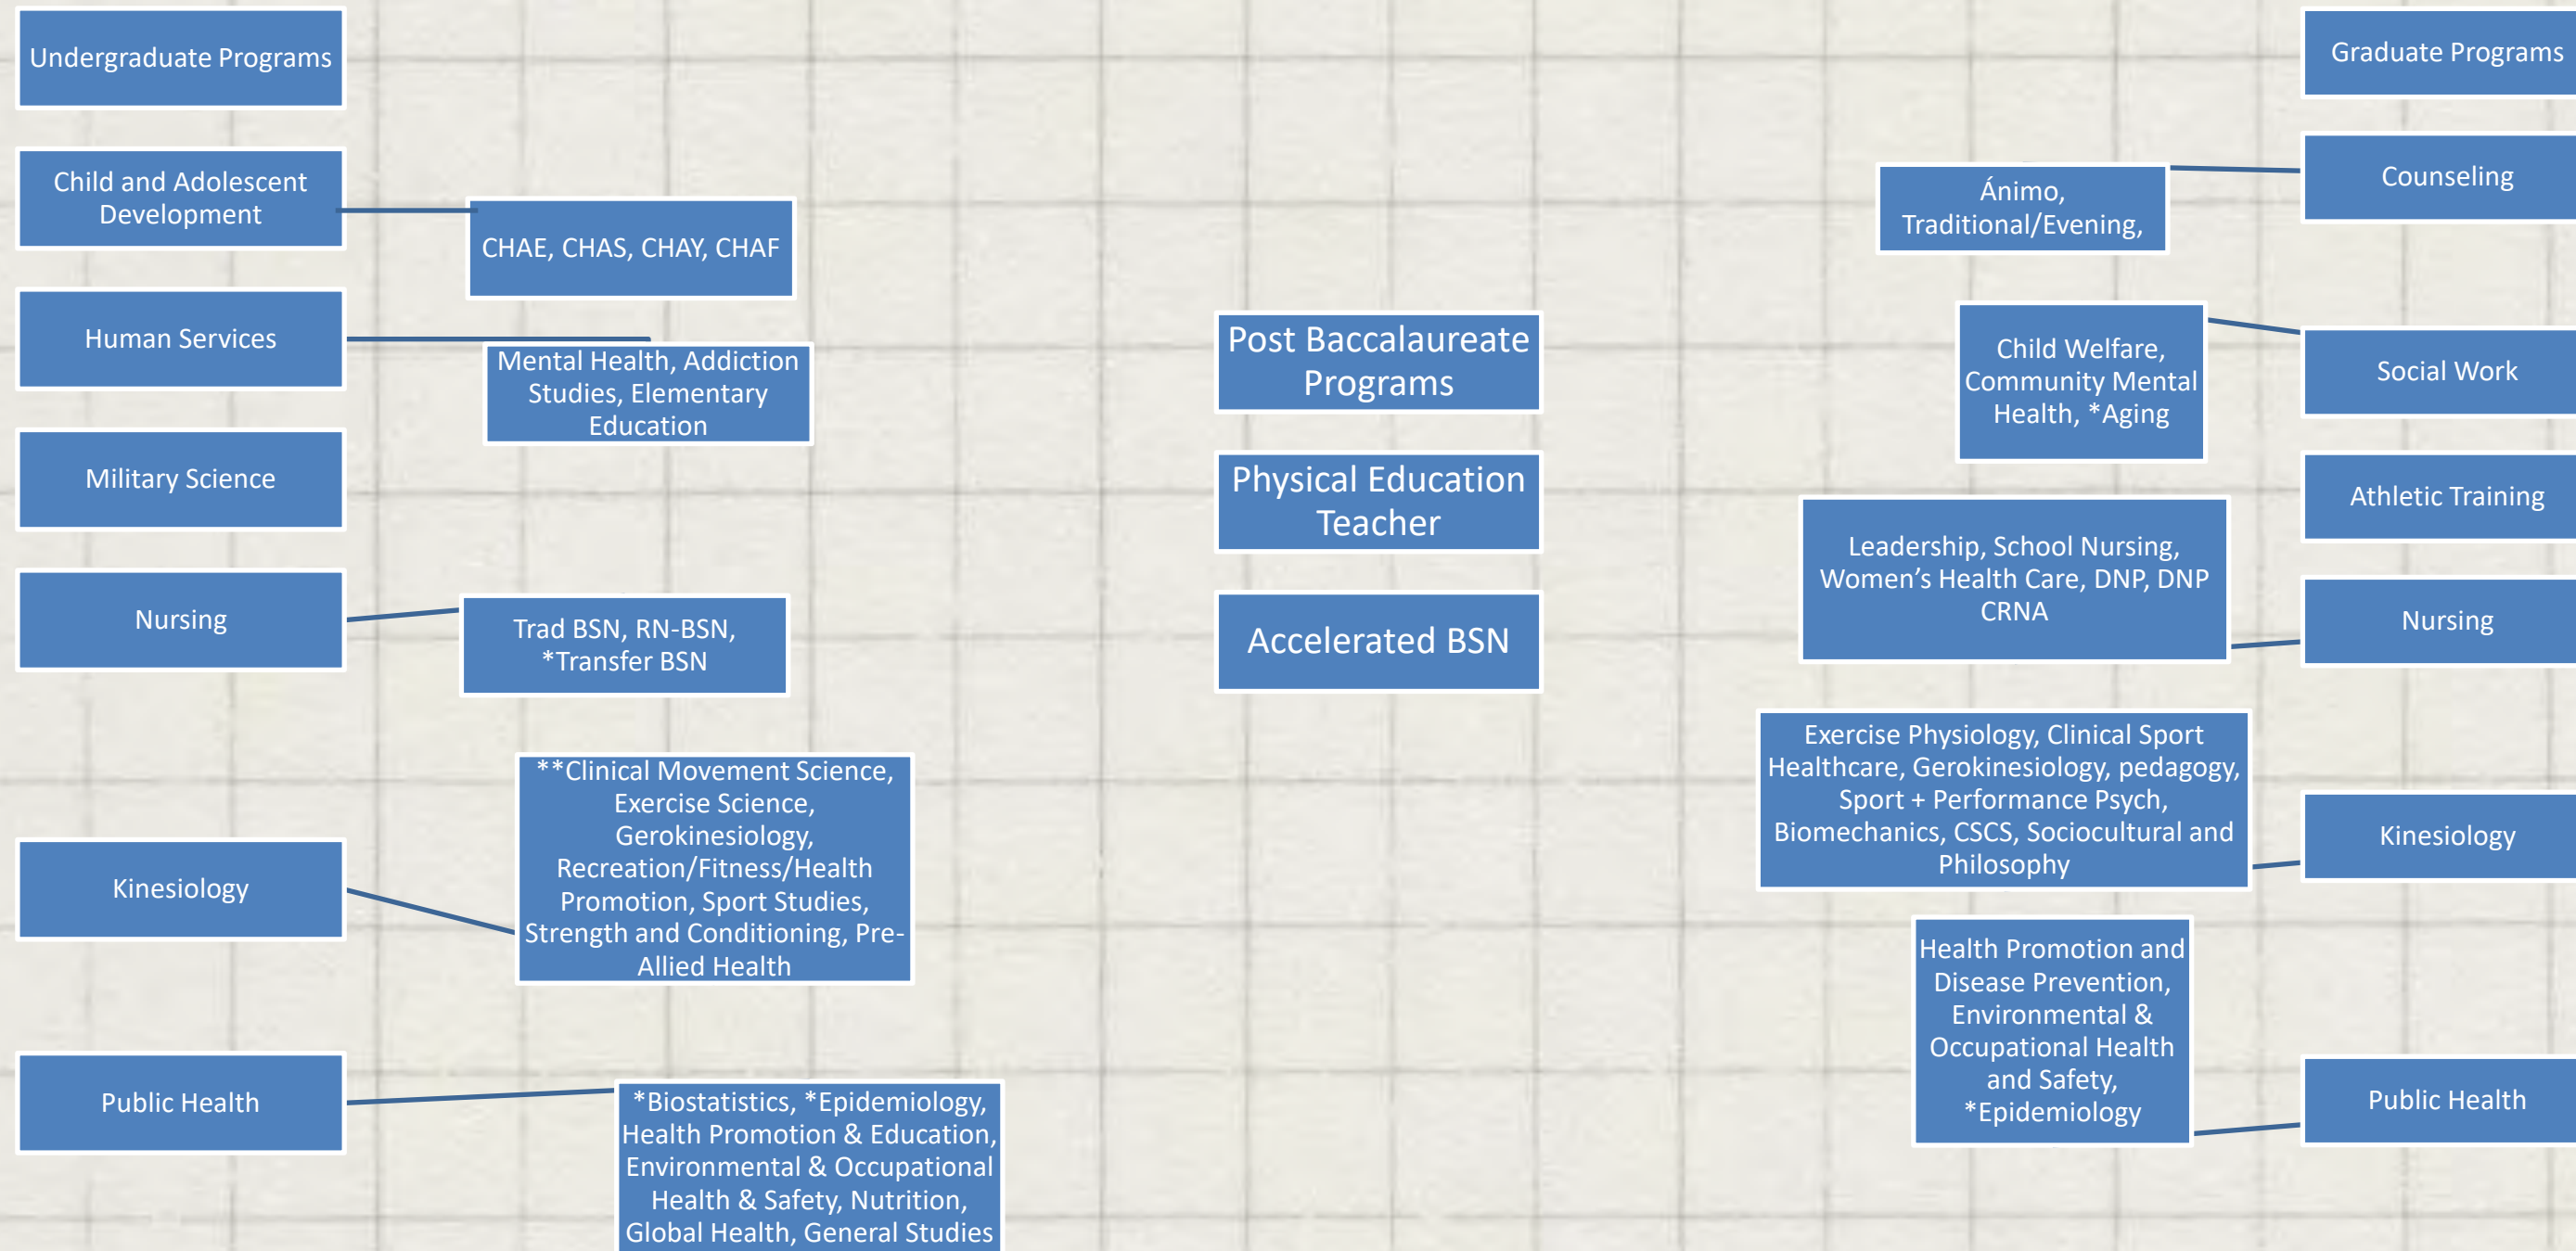 Undergraduate Programs
Child and Adolescent
Development
CHAE, CHAS, CHAY, CHAF
Human Services
Mental Health, Addiction
Studies, Elementary
Education
Military Science
Nursing
Trad BSN, RN-BSN,
*Transfer BSN
Kinesiology
**Clinical Movement Science,
Exercise Science,
Gerokinesiology,
Recreation/Fitness/Health
Promotion, Sport Studies,
Strength and Conditioning, Pre-
Allied Health
Public Health
*Biostatistics, *Epidemiology,
Health Promotion & Education,
Environmental & Occupational
Health & Safety, Nutrition,
Global Health, General Studies
Post Baccalaureate
Programs
Physical Education
Teacher
Accelerated BSN
Graduate Programs
Counseling
Ánimo,
Traditional/Evening,
Social Work
Child Welfare,
Community Mental
Health, *Aging
Athletic Training
Nursing
Leadership, School Nursing,
Women’s Health Care, DNP, DNP
CRNA
Kinesiology
Exercise Physiology, Clinical Sport
Healthcare, Gerokinesiology, pedagogy,
Sport + Performance Psych,
Biomechanics, CSCS, Sociocultural and
Philosophy
Public Health
Health Promotion and
Disease Prevention,
Environmental &
Occupational Health
and Safety,
*Epidemiology